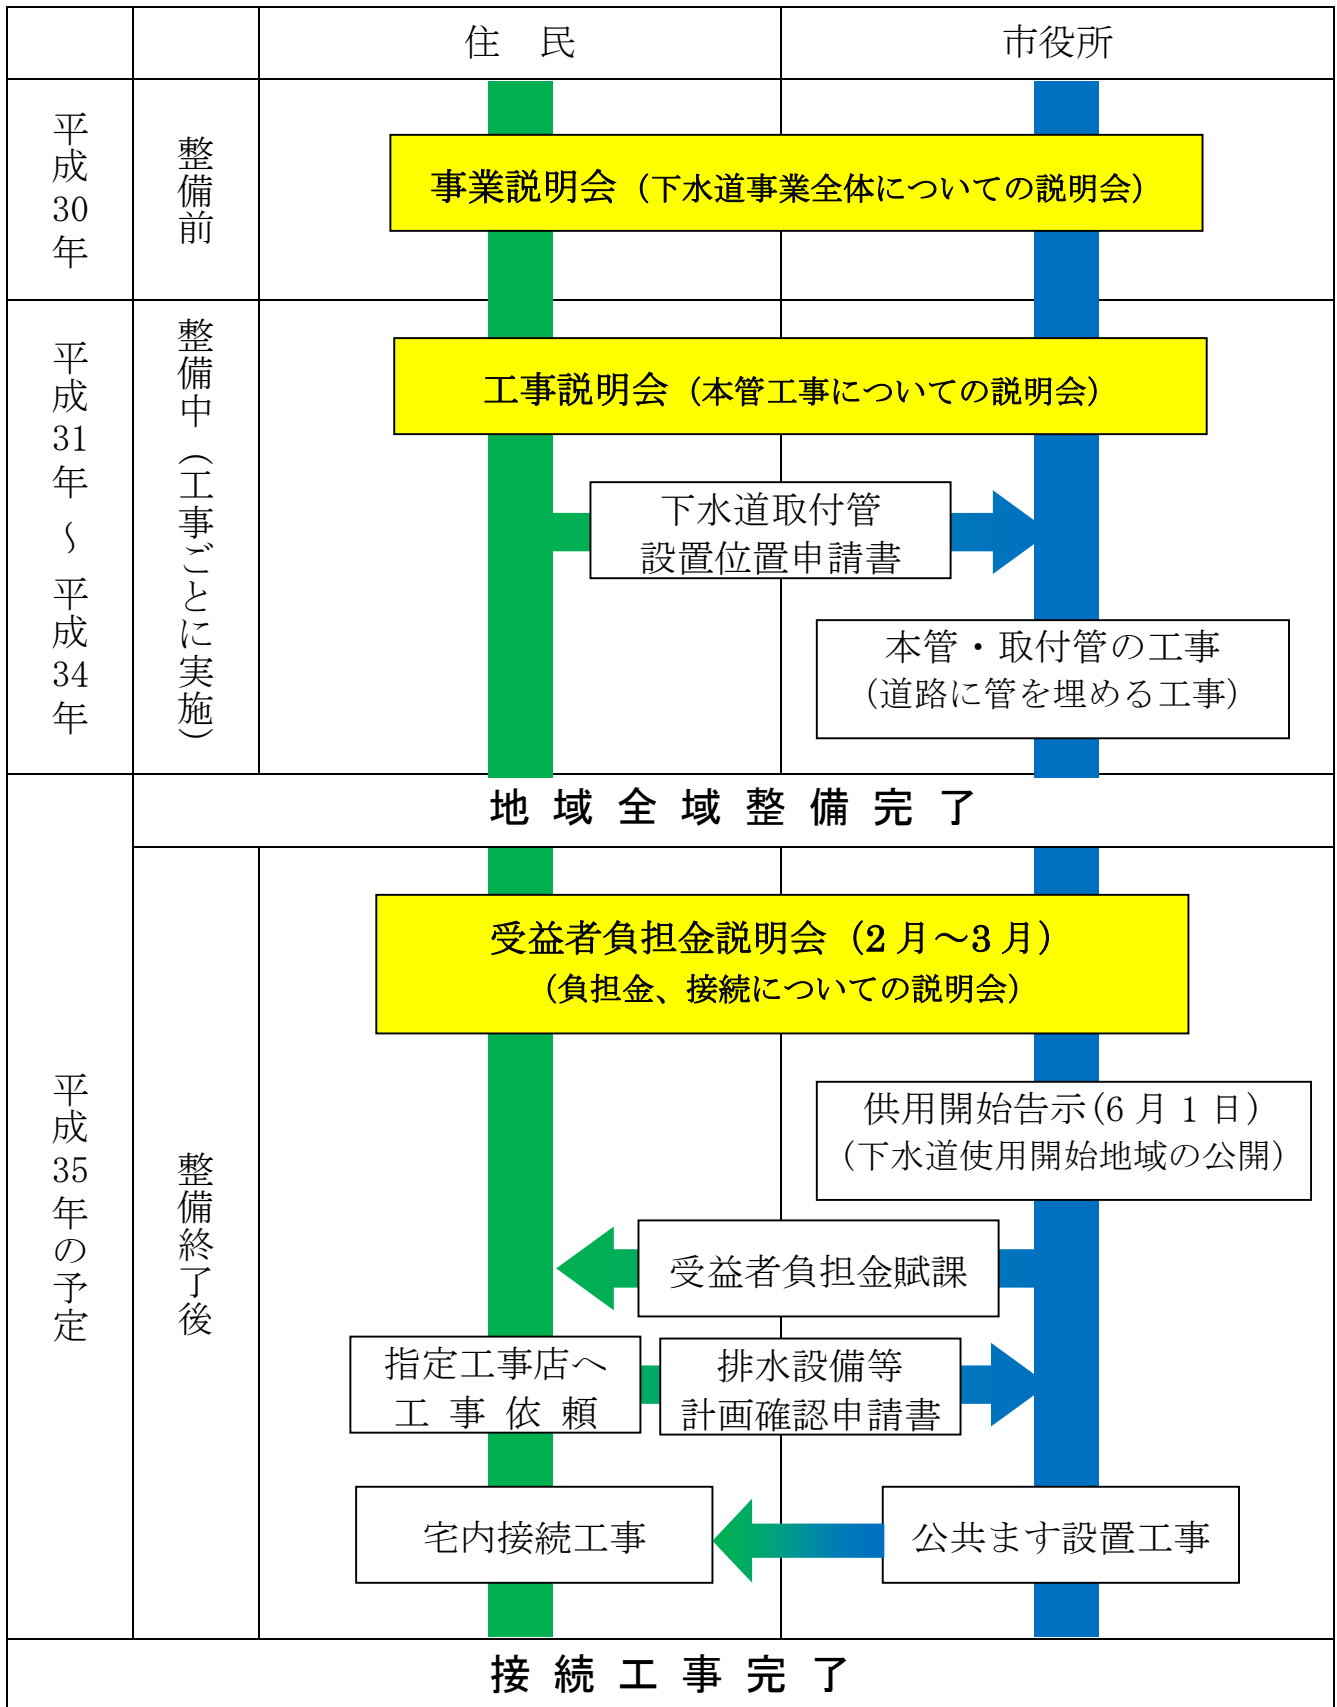 住　民
市役所
平成30年
整備前
事業説明会（下水道事業全体についての説明会）
平成31年～平成34年
整備中（工事ごとに実施）
工事説明会（本管工事についての説明会）
下水道取付管
設置位置申請書
本管・取付管の工事
（道路に管を埋める工事）
地域全域整備完了
平成35年の予定
整備終了後
受益者負担金説明会（2月～3月）
（負担金、接続についての説明会）
供用開始告示(6月1日)
（下水道使用開始地域の公開）
受益者負担金賦課
指定工事店へ
工事依頼
排水設備等
計画確認申請書
宅内接続工事
公共ます設置工事
接続工事完了